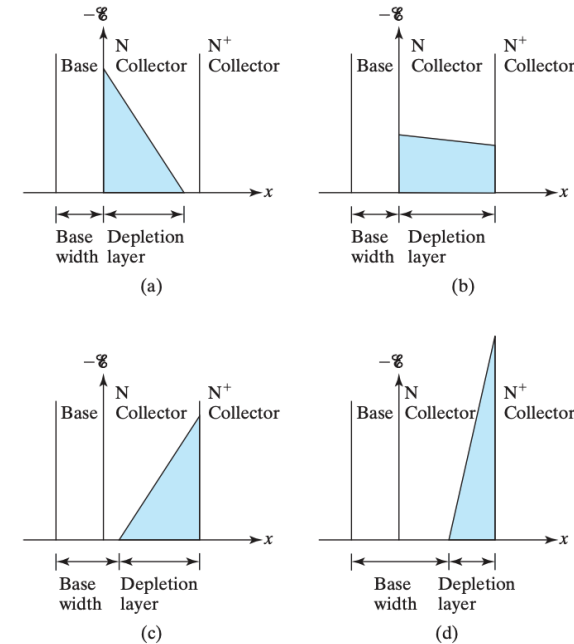 −ℰ
N
N⁺
Base
Collector
Collector
x
Base
Depletion
width
layer
(a)
−ℰ
N
N⁺
Base
Collector
Collector
x
Base
Depletion
width
layer
(b)
−ℰ
N
N⁺
Base
Collector
Collector
x
Base
Depletion
width
layer
(c)
−ℰ
N
N⁺
Base
Collector
Collector
x
Base
Depletion
width
layer
(d)